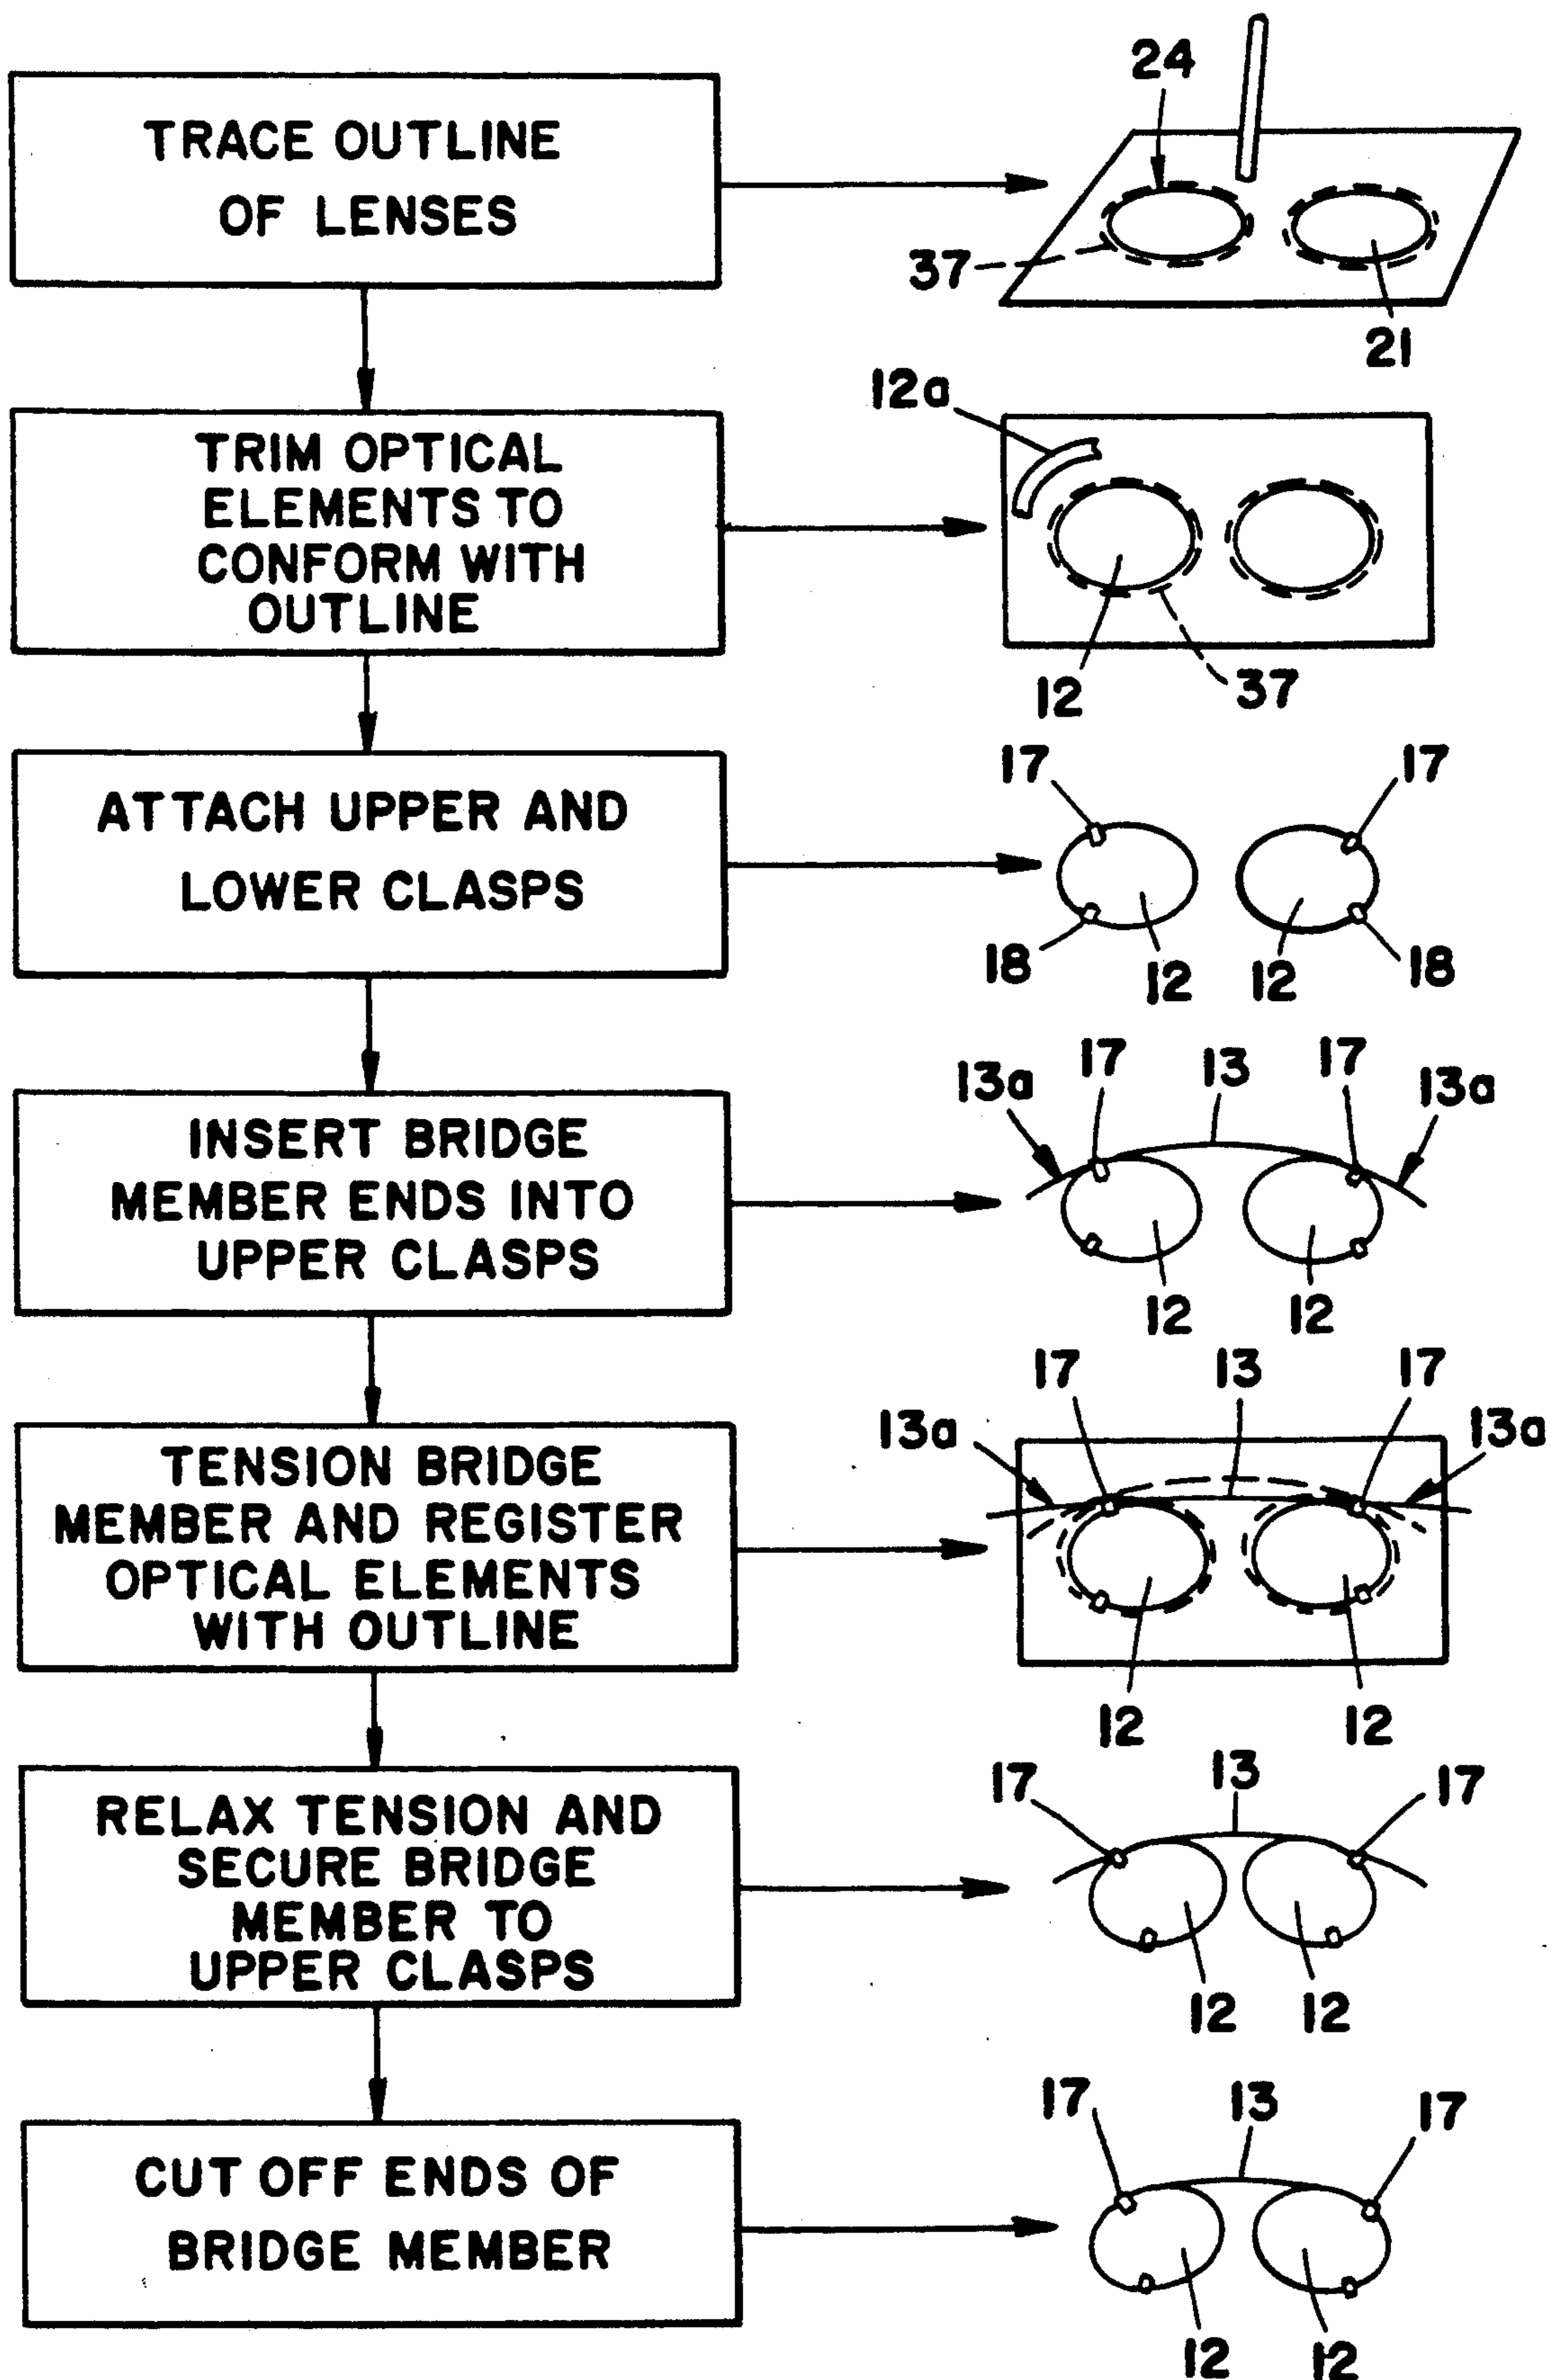 TRACE OUTLINE
OF LENSES
24
37
21
TRIM OPTICAL
ELEMENTS TO
CONFORM WITH
OUTLINE
12a
12
37
ATTACH UPPER AND
LOWER CLASPS
17
17
18
12
12
18
INSERT BRIDGE
MEMBER ENDS INTO
UPPER CLASPS
13a
17
13
17
13a
12
12
TENSION BRIDGE
MEMBER AND REGISTER
OPTICAL ELEMENTS
WITH OUTLINE
13a
17
13
17
13a
12
12
RELAX TENSION AND
SECURE BRIDGE
MEMBER TO
UPPER CLASPS
17
13
17
12
12
CUT OFF ENDS OF
BRIDGE MEMBER
17
13
17
12
12